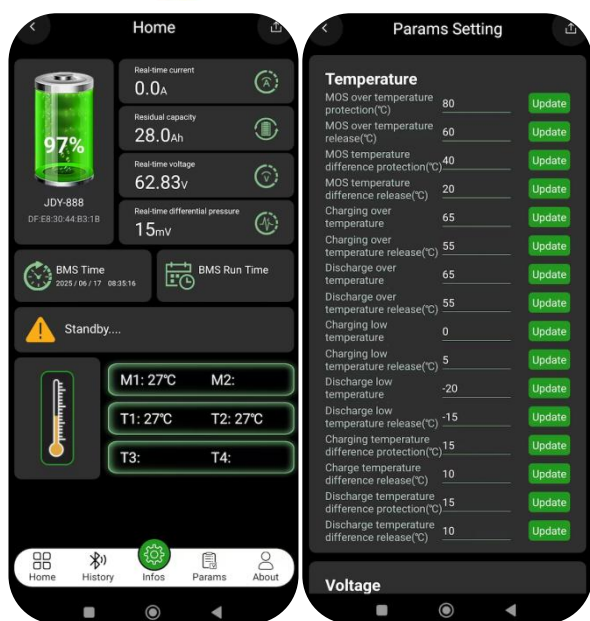 Home
97%
JDY-888
DF:E8:30:44:B3:1B
Real-time current
0.0A
Residual capacity
28.0Ah
Real-time voltage
62.83v
Real-time differential pressure
15mV
BMS Time
2025 / 06 / 17 08:35:16
BMS Run Time
Standby....
M1: 27℃ M2:
T1: 27℃ T2: 27℃
T3: T4:
Home History Infos Params About
Params Setting
Temperature
MOS over temperature
protection(℃) 80 Update
MOS over temperature
release(℃) 60 Update
MOS temperature
difference protection(℃) 40 Update
MOS temperature
difference release(℃) 20 Update
Charging over
temperature 65 Update
Charging over
temperature release(℃) 55 Update
Discharge over
temperature 65 Update
Discharge over
temperature release(℃) 55 Update
Charging low
temperature 0 Update
Charging low
temperature release(℃) 5 Update
Discharge low
temperature -20 Update
Discharge low
temperature release(℃) -15 Update
Charging temperature
difference protection(℃) 15 Update
Charge temperature
difference release(℃) 10 Update
Discharge temperature
difference protection(℃) 15 Update
Discharge temperature
difference release(℃) 10 Update
Voltage